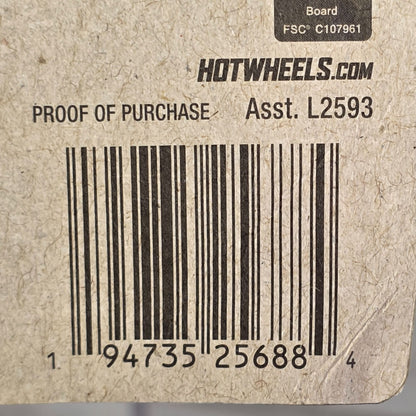 Board
FSC® C107961
HOTWHEELS.COM
PROOF OF PURCHASE Asst. L2593
1 94735 25688 4